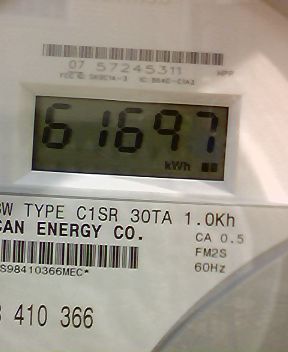 07 57245311
61697
kWh
W TYPE C1SR 30TA 1.0Kh
CAN ENERGY CO.
CA 0.5
FM2S
60Hz
S98410366MEC*
410 366